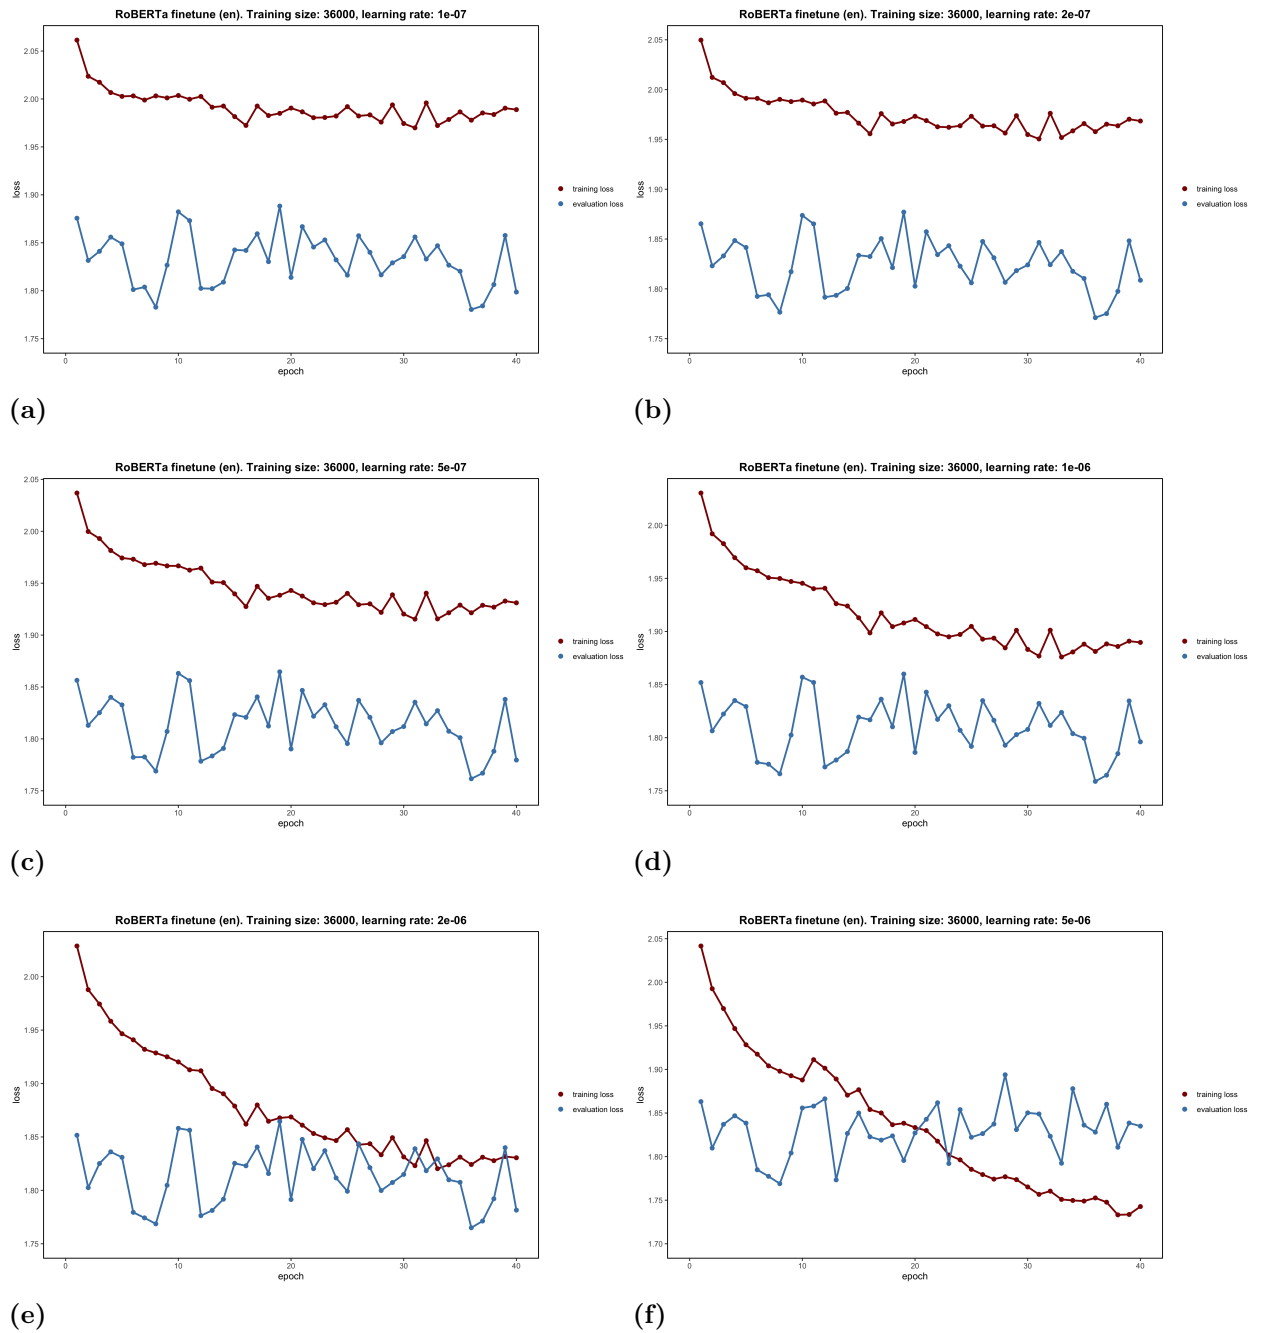 RoBERTa finetune (en). Training size: 36000, learning rate: 1e-07
2.05
2.00
1.95
1.90
1.85
1.80
1.75
loss
0 10 20 30 40
epoch
training loss
evaluation loss
(a)
RoBERTa finetune (en). Training size: 36000, learning rate: 2e-07
2.05
2.00
1.95
1.90
1.85
1.80
1.75
loss
0 10 20 30 40
epoch
training loss
evaluation loss
(b)
RoBERTa finetune (en). Training size: 36000, learning rate: 5e-07
2.05
2.00
1.95
1.90
1.85
1.80
1.75
loss
0 10 20 30 40
epoch
training loss
evaluation loss
(c)
RoBERTa finetune (en). Training size: 36000, learning rate: 1e-06
2.00
1.95
1.90
1.85
1.80
1.75
loss
0 10 20 30 40
epoch
training loss
evaluation loss
(d)
RoBERTa finetune (en). Training size: 36000, learning rate: 2e-06
2.00
1.95
1.90
1.85
1.80
1.75
loss
0 10 20 30 40
epoch
training loss
evaluation loss
(e)
RoBERTa finetune (en). Training size: 36000, learning rate: 5e-06
2.05
2.00
1.95
1.90
1.85
1.80
1.75
1.70
loss
0 10 20 30 40
epoch
training loss
evaluation loss
(f)